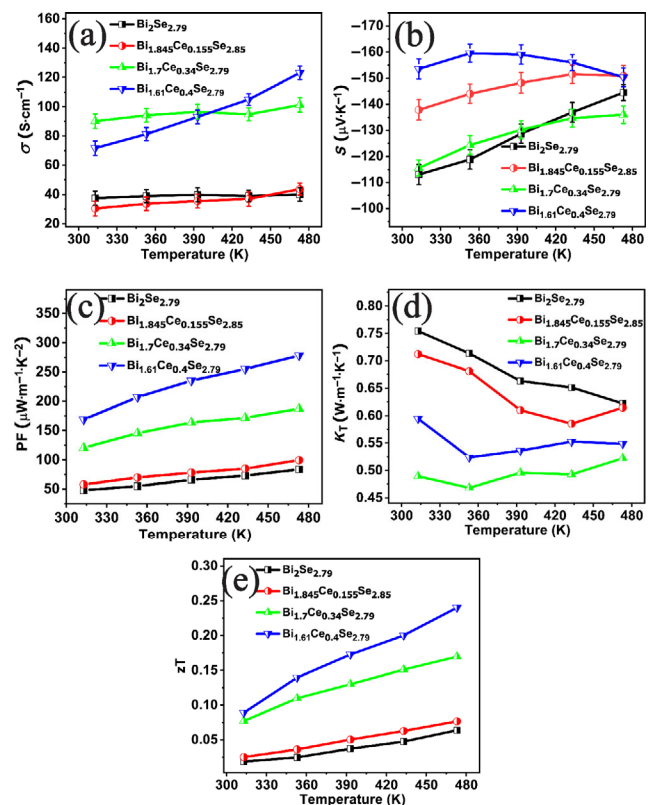 (a)
Bi2Se2.79
Bi1.845Ce0.155Se2.85
Bi1.7Ce0.34Se2.79
Bi1.61Ce0.4Se2.79
160
140
120
100
80
60
40
20
σ (S·cm−1)
300 330 360 390 420 450 480
Temperature (K)
(b)
−170
−160
−150
−140
−130
−120
−110
−100
S (μV·K−1)
Bi2Se2.79
Bi1.845Ce0.155Se2.85
Bi1.7Ce0.34Se2.79
Bi1.61Ce0.4Se2.79
300 330 360 390 420 450 480
Temperature (K)
(c)
Bi2Se2.79
Bi1.845Ce0.155Se2.85
Bi1.7Ce0.34Se2.79
Bi1.61Ce0.4Se2.79
350
300
250
200
150
100
50
PF (μW·m−1·K−2)
300 330 360 390 420 450 480
Temperature (K)
(d)
Bi2Se2.79
Bi1.845Ce0.155Se2.85
Bi1.7Ce0.34Se2.79
Bi1.61Ce0.4Se2.79
0.80
0.75
0.70
0.65
0.60
0.55
0.50
0.45
KT (W·m−1·K−1)
300 330 360 390 420 450 480
Temperature (K)
(e)
Bi2Se2.79
Bi1.845Ce0.155Se2.85
Bi1.7Ce0.34Se2.79
Bi1.61Ce0.4Se2.79
0.30
0.25
0.20
0.15
0.10
0.05
zT
300 330 360 390 420 450 480
Temperature (K)